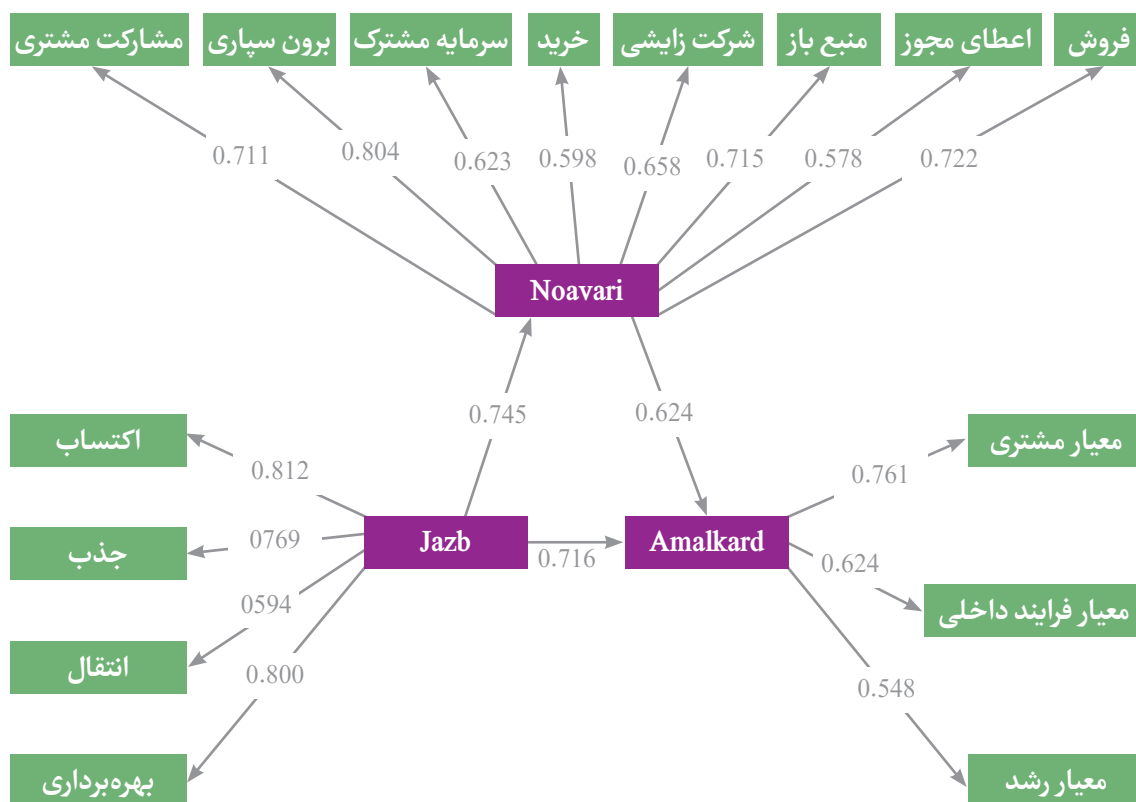 فروش
اعطای مجوز
منبع باز
شرکت زایشی
خرید
سرمایه مشترک
برون سپاری
مشارکت مشتری
0.711
0.804
0.623
0.598
0.658
0.715
0.578
0.722
Noavari
0.745
0.624
اکتساب
جذب
انتقال
بهره‌برداری
0.812
0769
0594
0.800
Jazb
0.716
Amalkard
0.761
0.624
0.548
معیار مشتری
معیار فرایند داخلی
معیار رشد